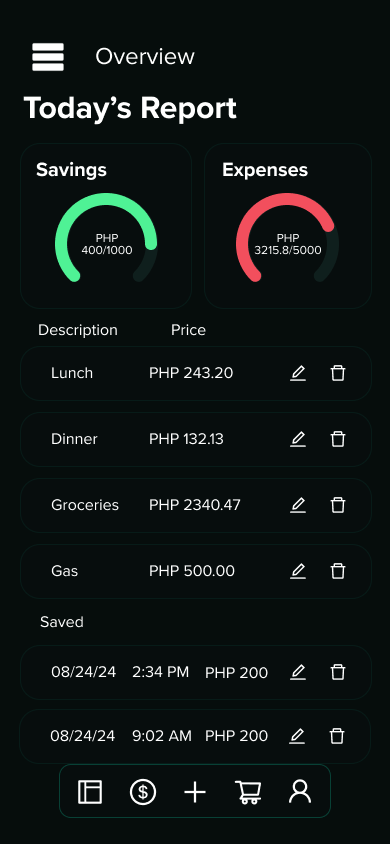 Overview
Today’s Report
Savings
Expenses
PHP
400/1000
PHP
3215.8/5000
Description Price
Lunch PHP 243.20
Dinner PHP 132.13
Groceries PHP 2340.47
Gas PHP 500.00
Saved
08/24/24 2:34 PM PHP 200
08/24/24 9:02 AM PHP 200
$